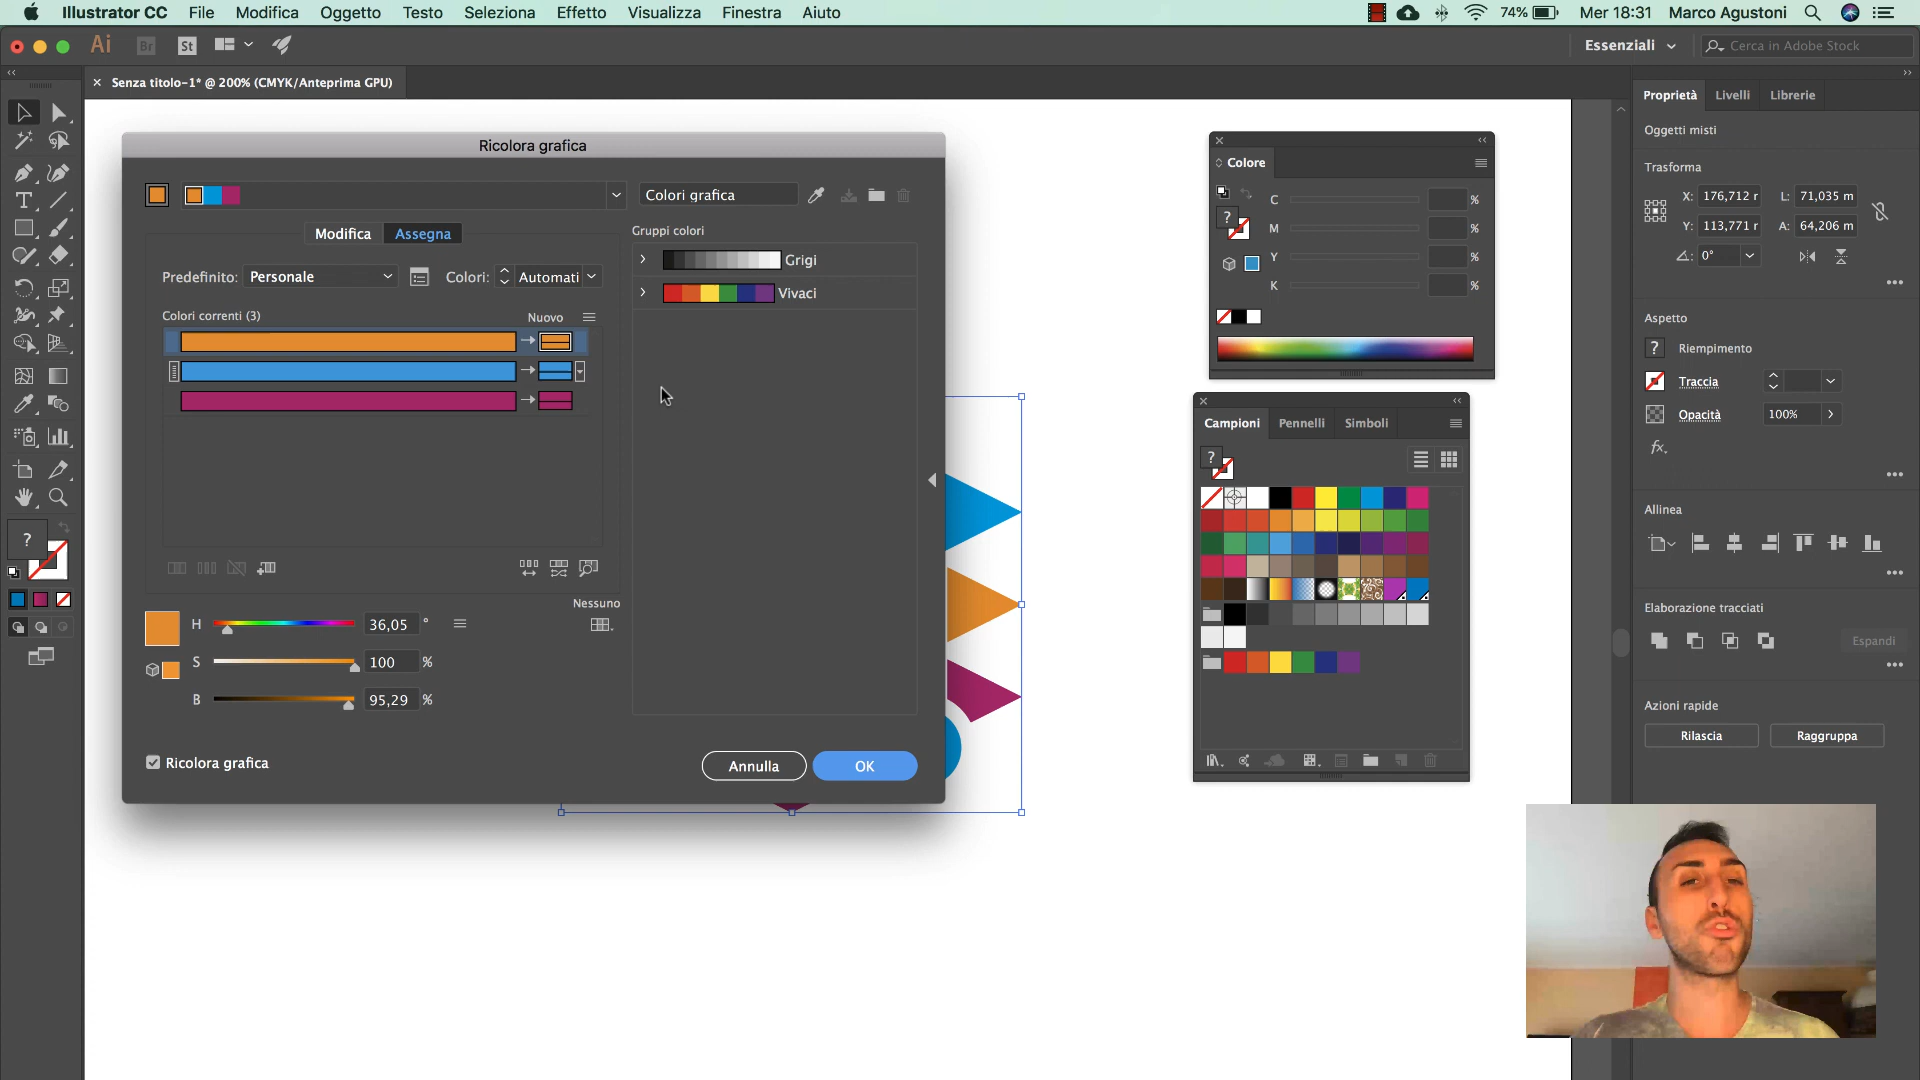 Illustrator CC File Modifica Oggetto Testo Seleziona Effetto Visualizza Finestra Aiuto
74% Mer 18:31 Marco Agustoni
Ai Br St Essenziali Cerca in Adobe Stock
Senza titolo-1* @ 200% (CMYK/Anteprima GPU)
Ricolora grafica
Colori grafica
Modifica Assegna
Predefinito: Personale Colori: Automati
Colori correnti (3) Nuovo
Gruppi colori
Grigi
Vivaci
Nessuno
H 36,05 °
S 100 %
B 95,29 %
Ricolora grafica
Annulla OK
Colore
C %
M %
Y %
K %
?
Campioni Pennelli Simboli
?
?
T
Proprietà Livelli Librerie
Oggetti misti
Trasforma
X: 176,712 r L: 71,035 m
Y: 113,771 r A: 64,206 m
0°
Aspetto
? Riempimento
Traccia
Opacità 100%
fx.
Allinea
Elaborazione tracciati
Espandi
Azioni rapide
Rilascia Raggruppa